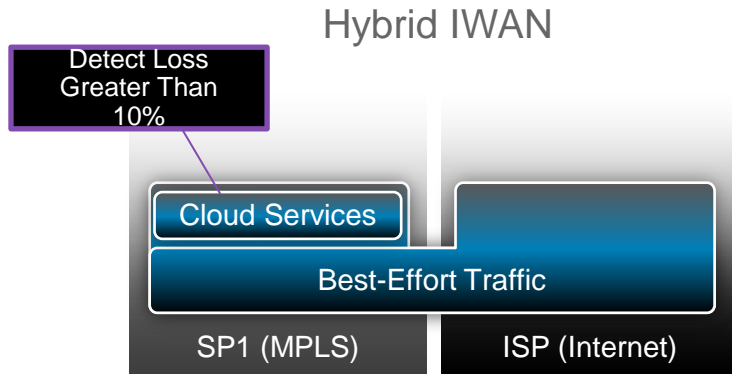 Hybrid IWAN
Detect Loss
Greater Than
10%
Cloud Services
Best-Effort Traffic
SP1 (MPLS)
ISP (Internet)